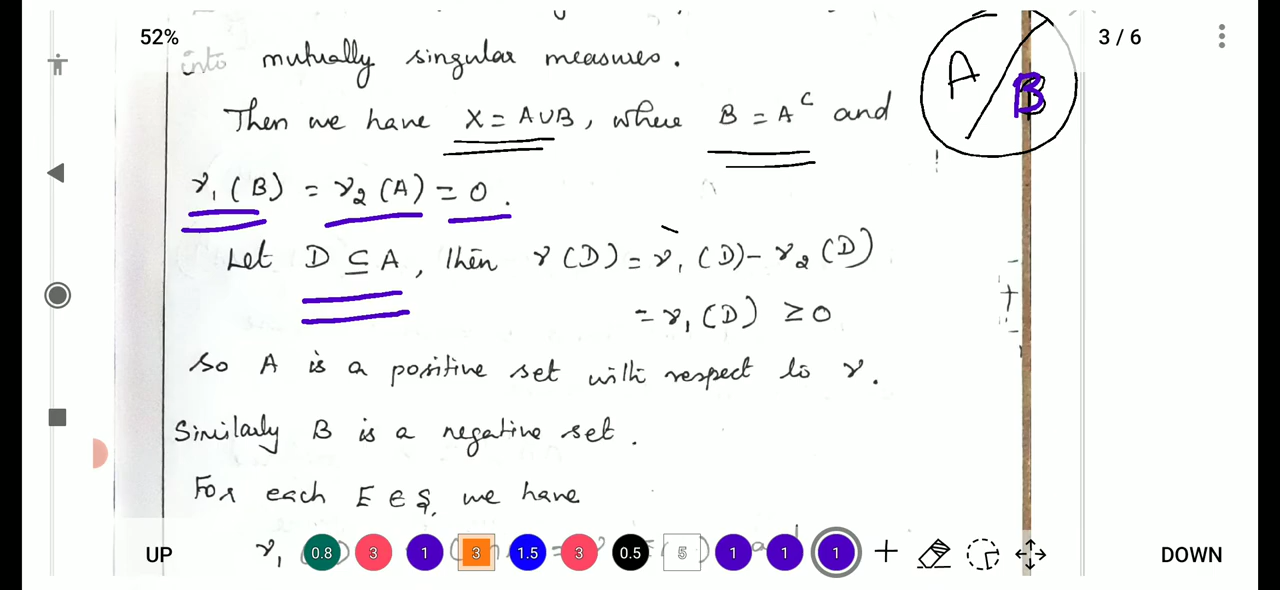 52%
3 / 6
into mutually singular measures.
A
B
Then we have X = A∪B, where B = A^c and
ν₁(B) = ν₂(A) = 0.
Let D ⊆ A, then ν(D) = ν₁(D) - ν₂(D)
= ν₁(D) ≥ 0
So A is a positive set with respect to ν.
Similarly B is a negative set.
For each E ∈ S, we have
UP 0.8 3 1 3 1.5 3 0.5 5 1 1 1 DOWN